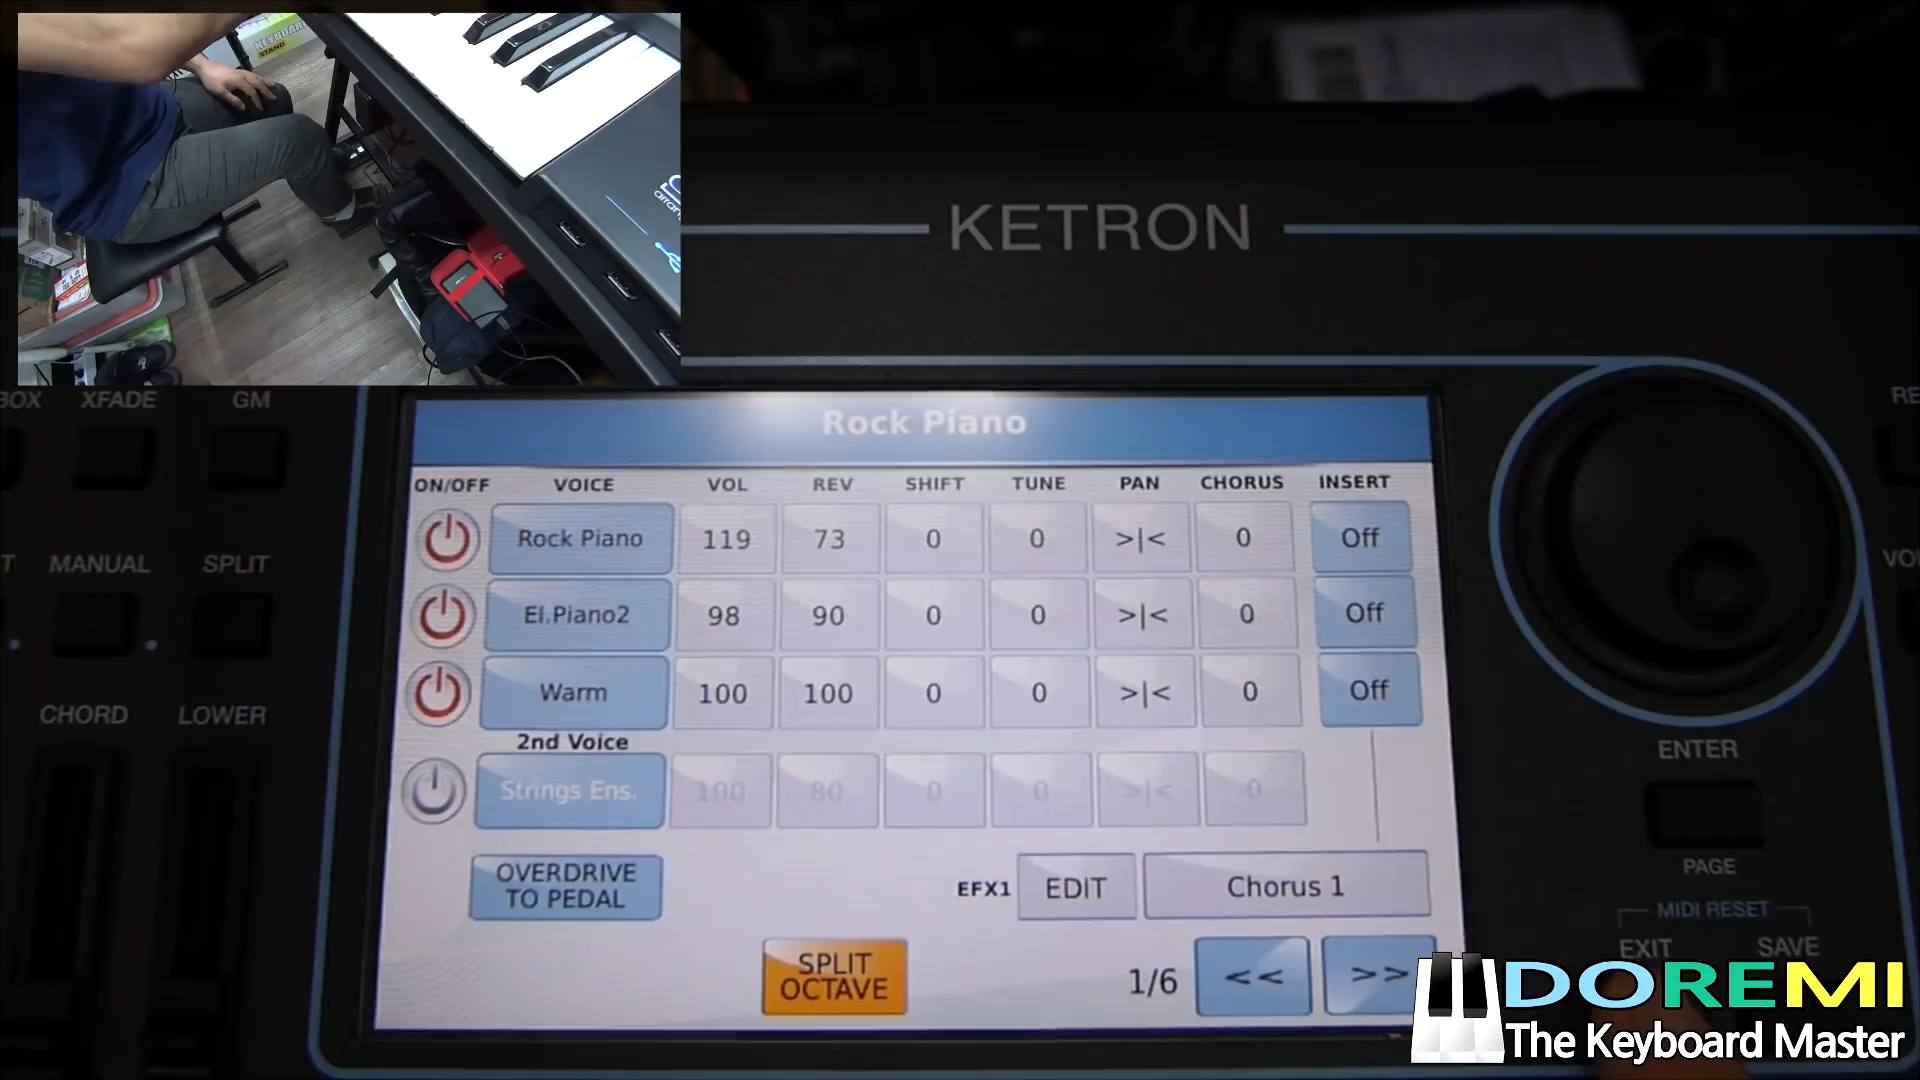 KEYBOARD
STAND
KETRON
BOX XFADE GM
MANUAL SPLIT
CHORD LOWER
Rock Piano
ON/OFF VOICE VOL REV SHIFT TUNE PAN CHORUS INSERT
Rock Piano 119 73 0 0 >|< 0 Off
El.Piano2 98 90 0 0 >|< 0 Off
Warm 100 100 0 0 >|< 0 Off
2nd Voice
Strings Ens. 100 80 0 0 >|< 0
OVERDRIVE
TO PEDAL
EFX1 EDIT Chorus 1
SPLIT
OCTAVE
1/6 << >>
ENTER
PAGE
MIDI RESET
EXIT SAVE
DOREMI
The Keyboard Master